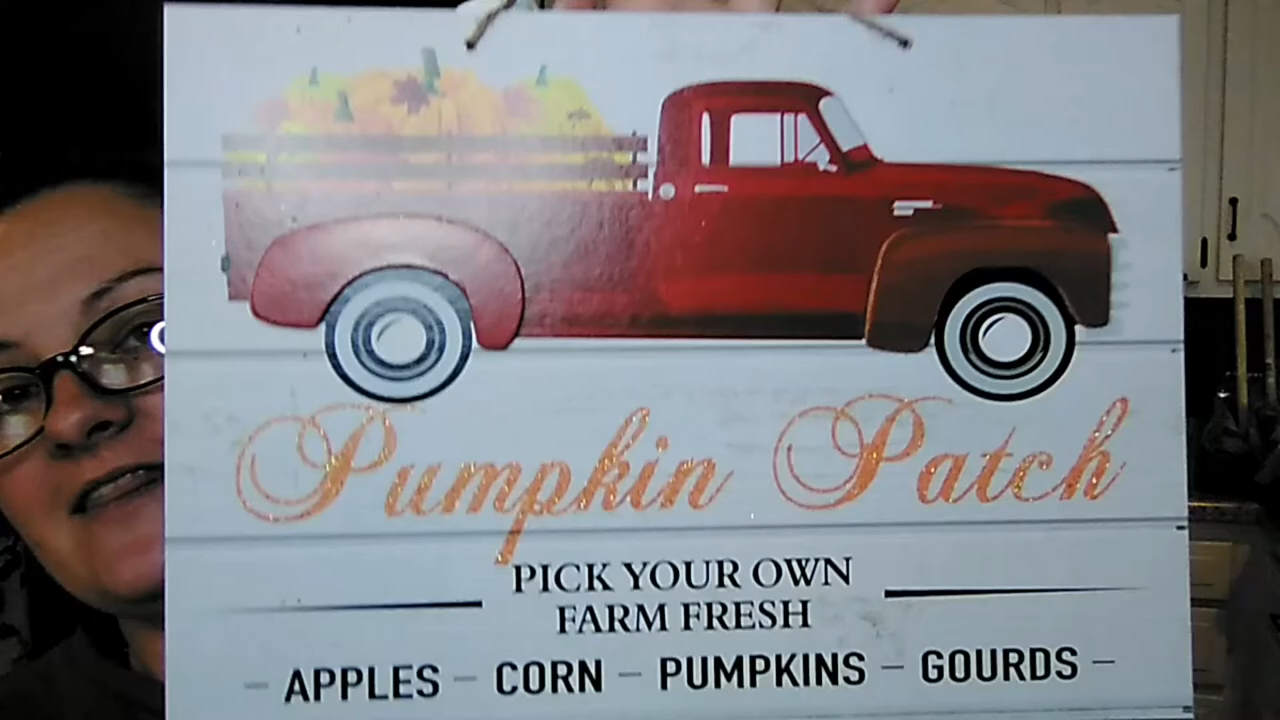 Pumpkin Patch
PICK YOUR OWN
FARM FRESH
- APPLES - CORN - PUMPKINS - GOURDS -